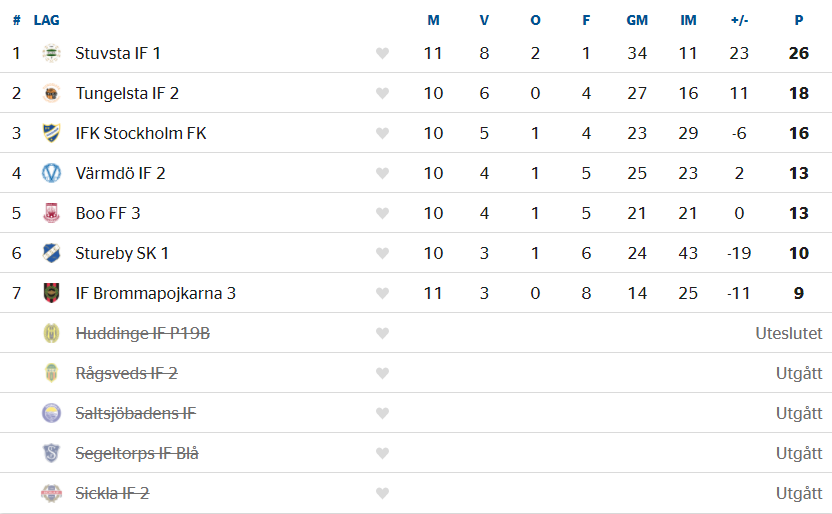 # LAG M V O F GM IM +/- P
1 Stuvsta IF 1 11 8 2 1 34 11 23 26
2 Tungelsta IF 2 10 6 0 4 27 16 11 18
3 IFK Stockholm FK 10 5 1 4 23 29 -6 16
4 Värmdö IF 2 10 4 1 5 25 23 2 13
5 Boo FF 3 10 4 1 5 21 21 0 13
6 Stureby SK 1 10 3 1 6 24 43 -19 10
7 IF Brommapojkarna 3 11 3 0 8 14 25 -11 9
Huddinge IF P19B Uteslutet
Rågsveds IF 2 Utgått
Saltsjöbadens IF Utgått
Segeltorps IF Blå Utgått
Sickla IF 2 Utgått